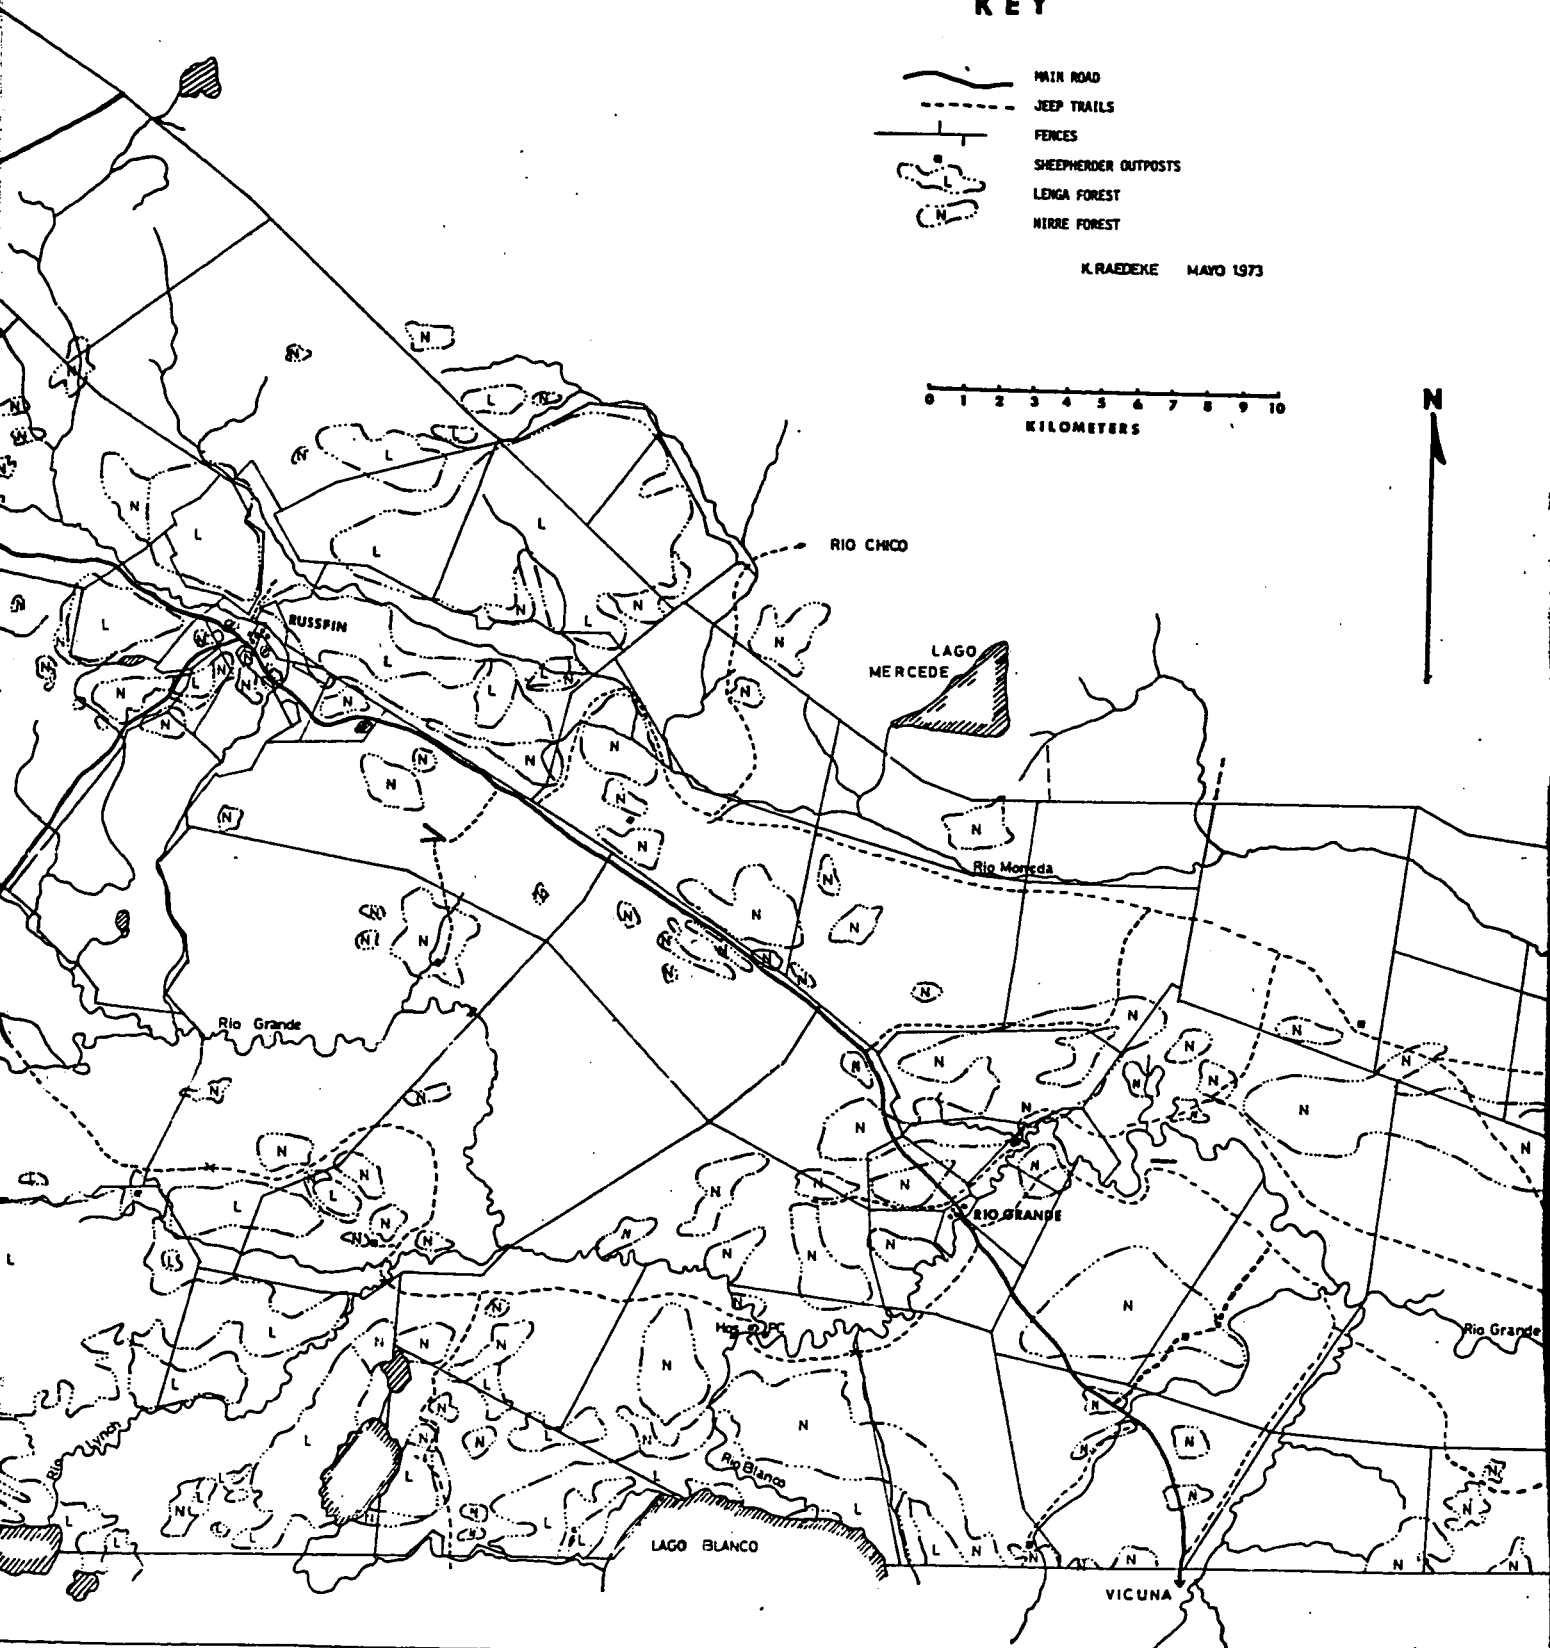 KEY
MAIN ROAD
JEEP TRAILS
FENCES
SHEEPHERDER OUTPOSTS
L
LENGA FOREST
N
NIRRE FOREST
K. RAEDEKE MAYO 1973
0 1 2 3 4 5 6 7 8 9 10
KILOMETERS
N
RIO CHICO
RUSSFIN
LAGO
MERCEDE
Rio Moneda
Rio Grande
RIO GRANDE
Rio Grande
Rio Lynch
Rio Blanco
LAGO BLANCO
VICUNA